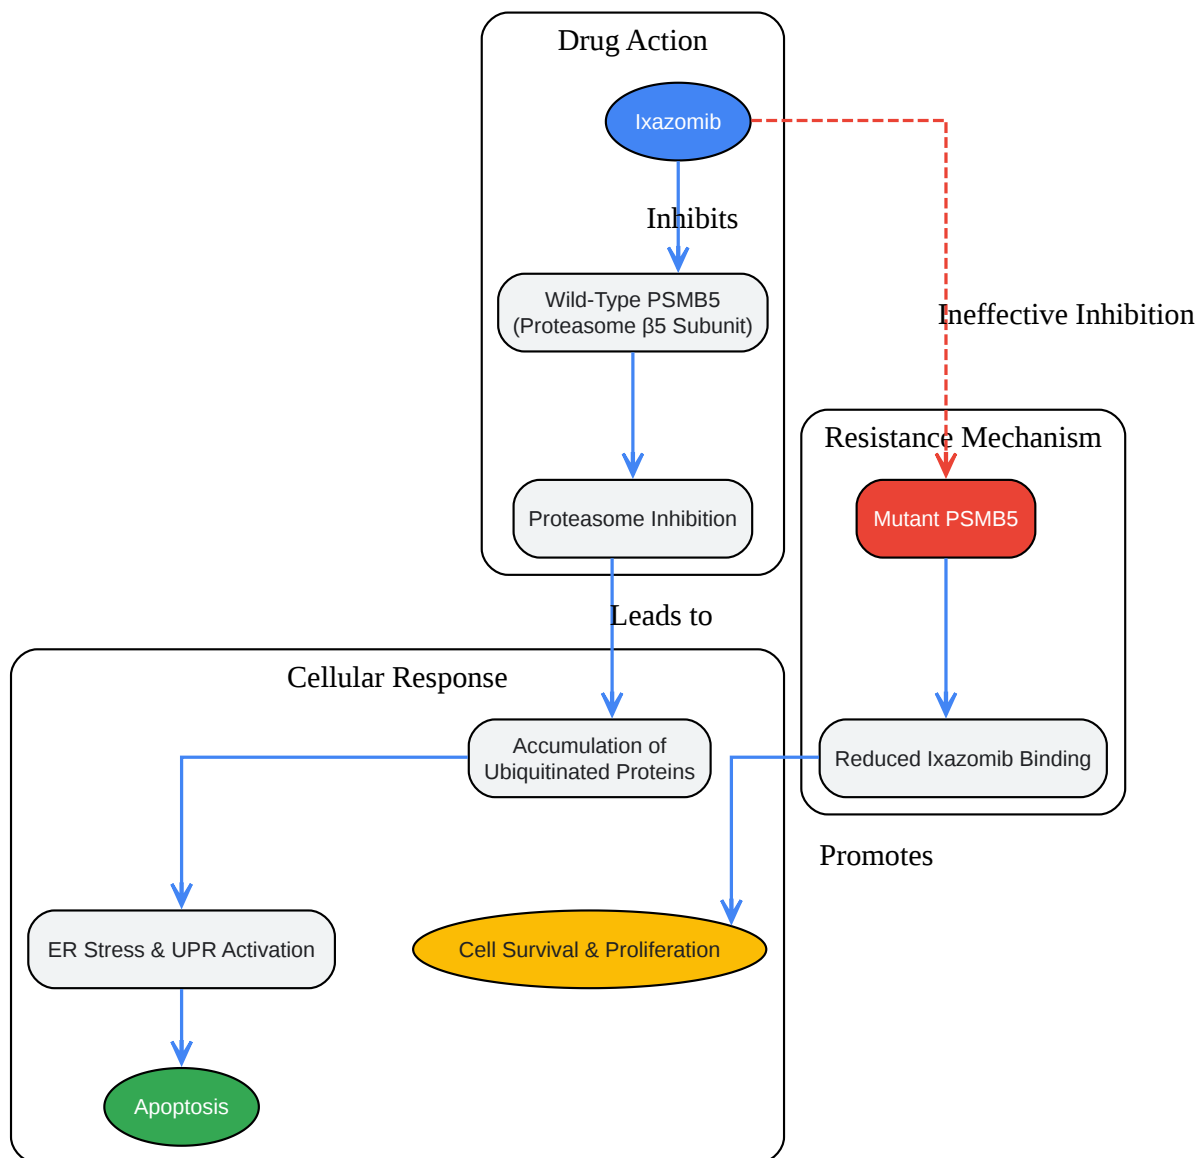 Drug Action
Ixazomib
Inhibits
Wild-Type PSMB5
(Proteasome β5 Subunit)
Ineffective Inhibition
Resistance Mechanism
Proteasome Inhibition
Mutant PSMB5
Leads to
Cellular Response
Accumulation of
Ubiquitinated Proteins
Reduced Ixazomib Binding
Promotes
ER Stress & UPR Activation
Cell Survival & Proliferation
Apoptosis